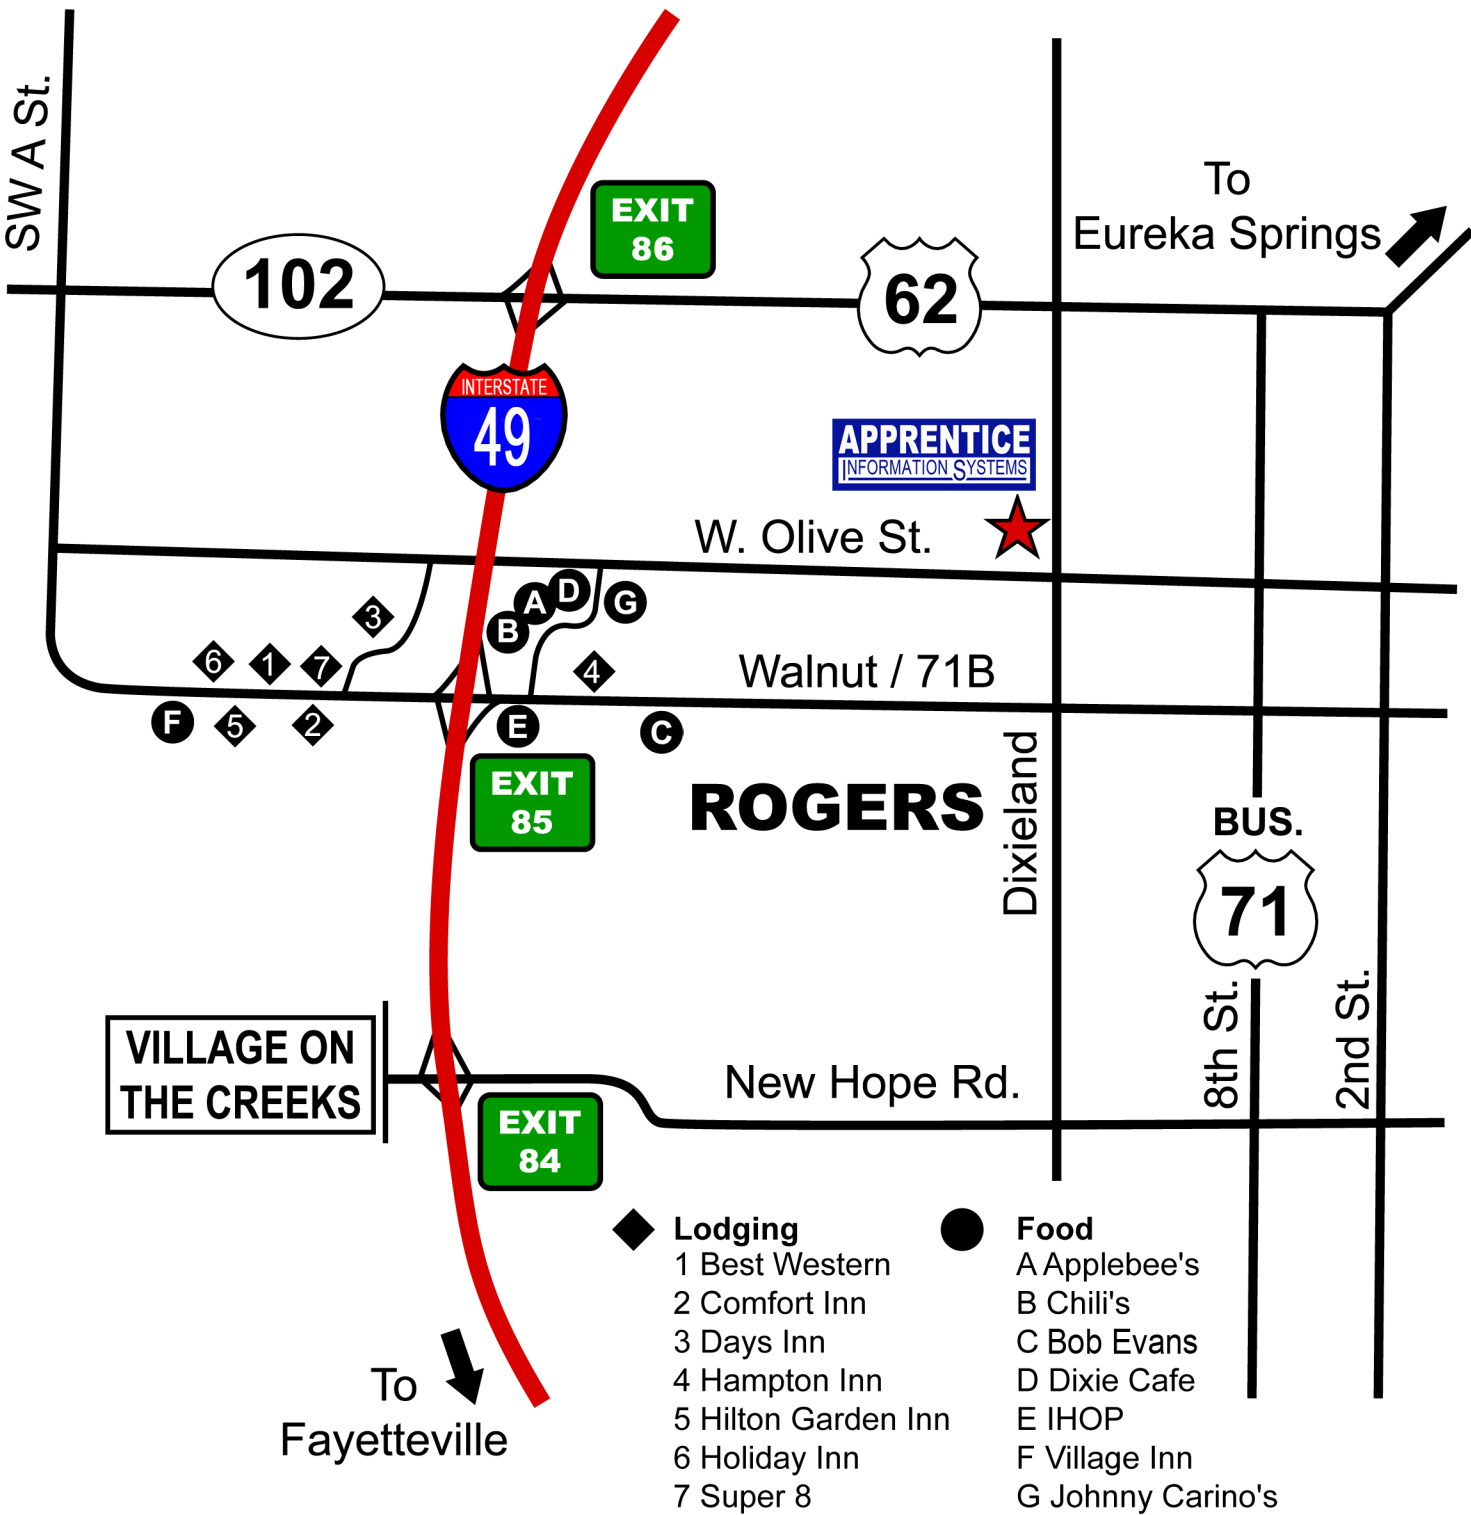 SW A St.
EXIT
86
To
Eureka Springs
102
62
INTERSTATE
49
APPRENTICE
INFORMATION SYSTEMS
W. Olive St.
3
B
A
D
G
6
1
7
4
Walnut / 71B
F
5
2
E
C
EXIT
85
ROGERS
Dixieland
BUS.
71
8th St.
2nd St.
VILLAGE ON
THE CREEKS
New Hope Rd.
EXIT
84
To
Fayetteville
Lodging
1 Best Western
2 Comfort Inn
3 Days Inn
4 Hampton Inn
5 Hilton Garden Inn
6 Holiday Inn
7 Super 8
Food
A Applebee's
B Chili's
C Bob Evans
D Dixie Cafe
E IHOP
F Village Inn
G Johnny Carino's